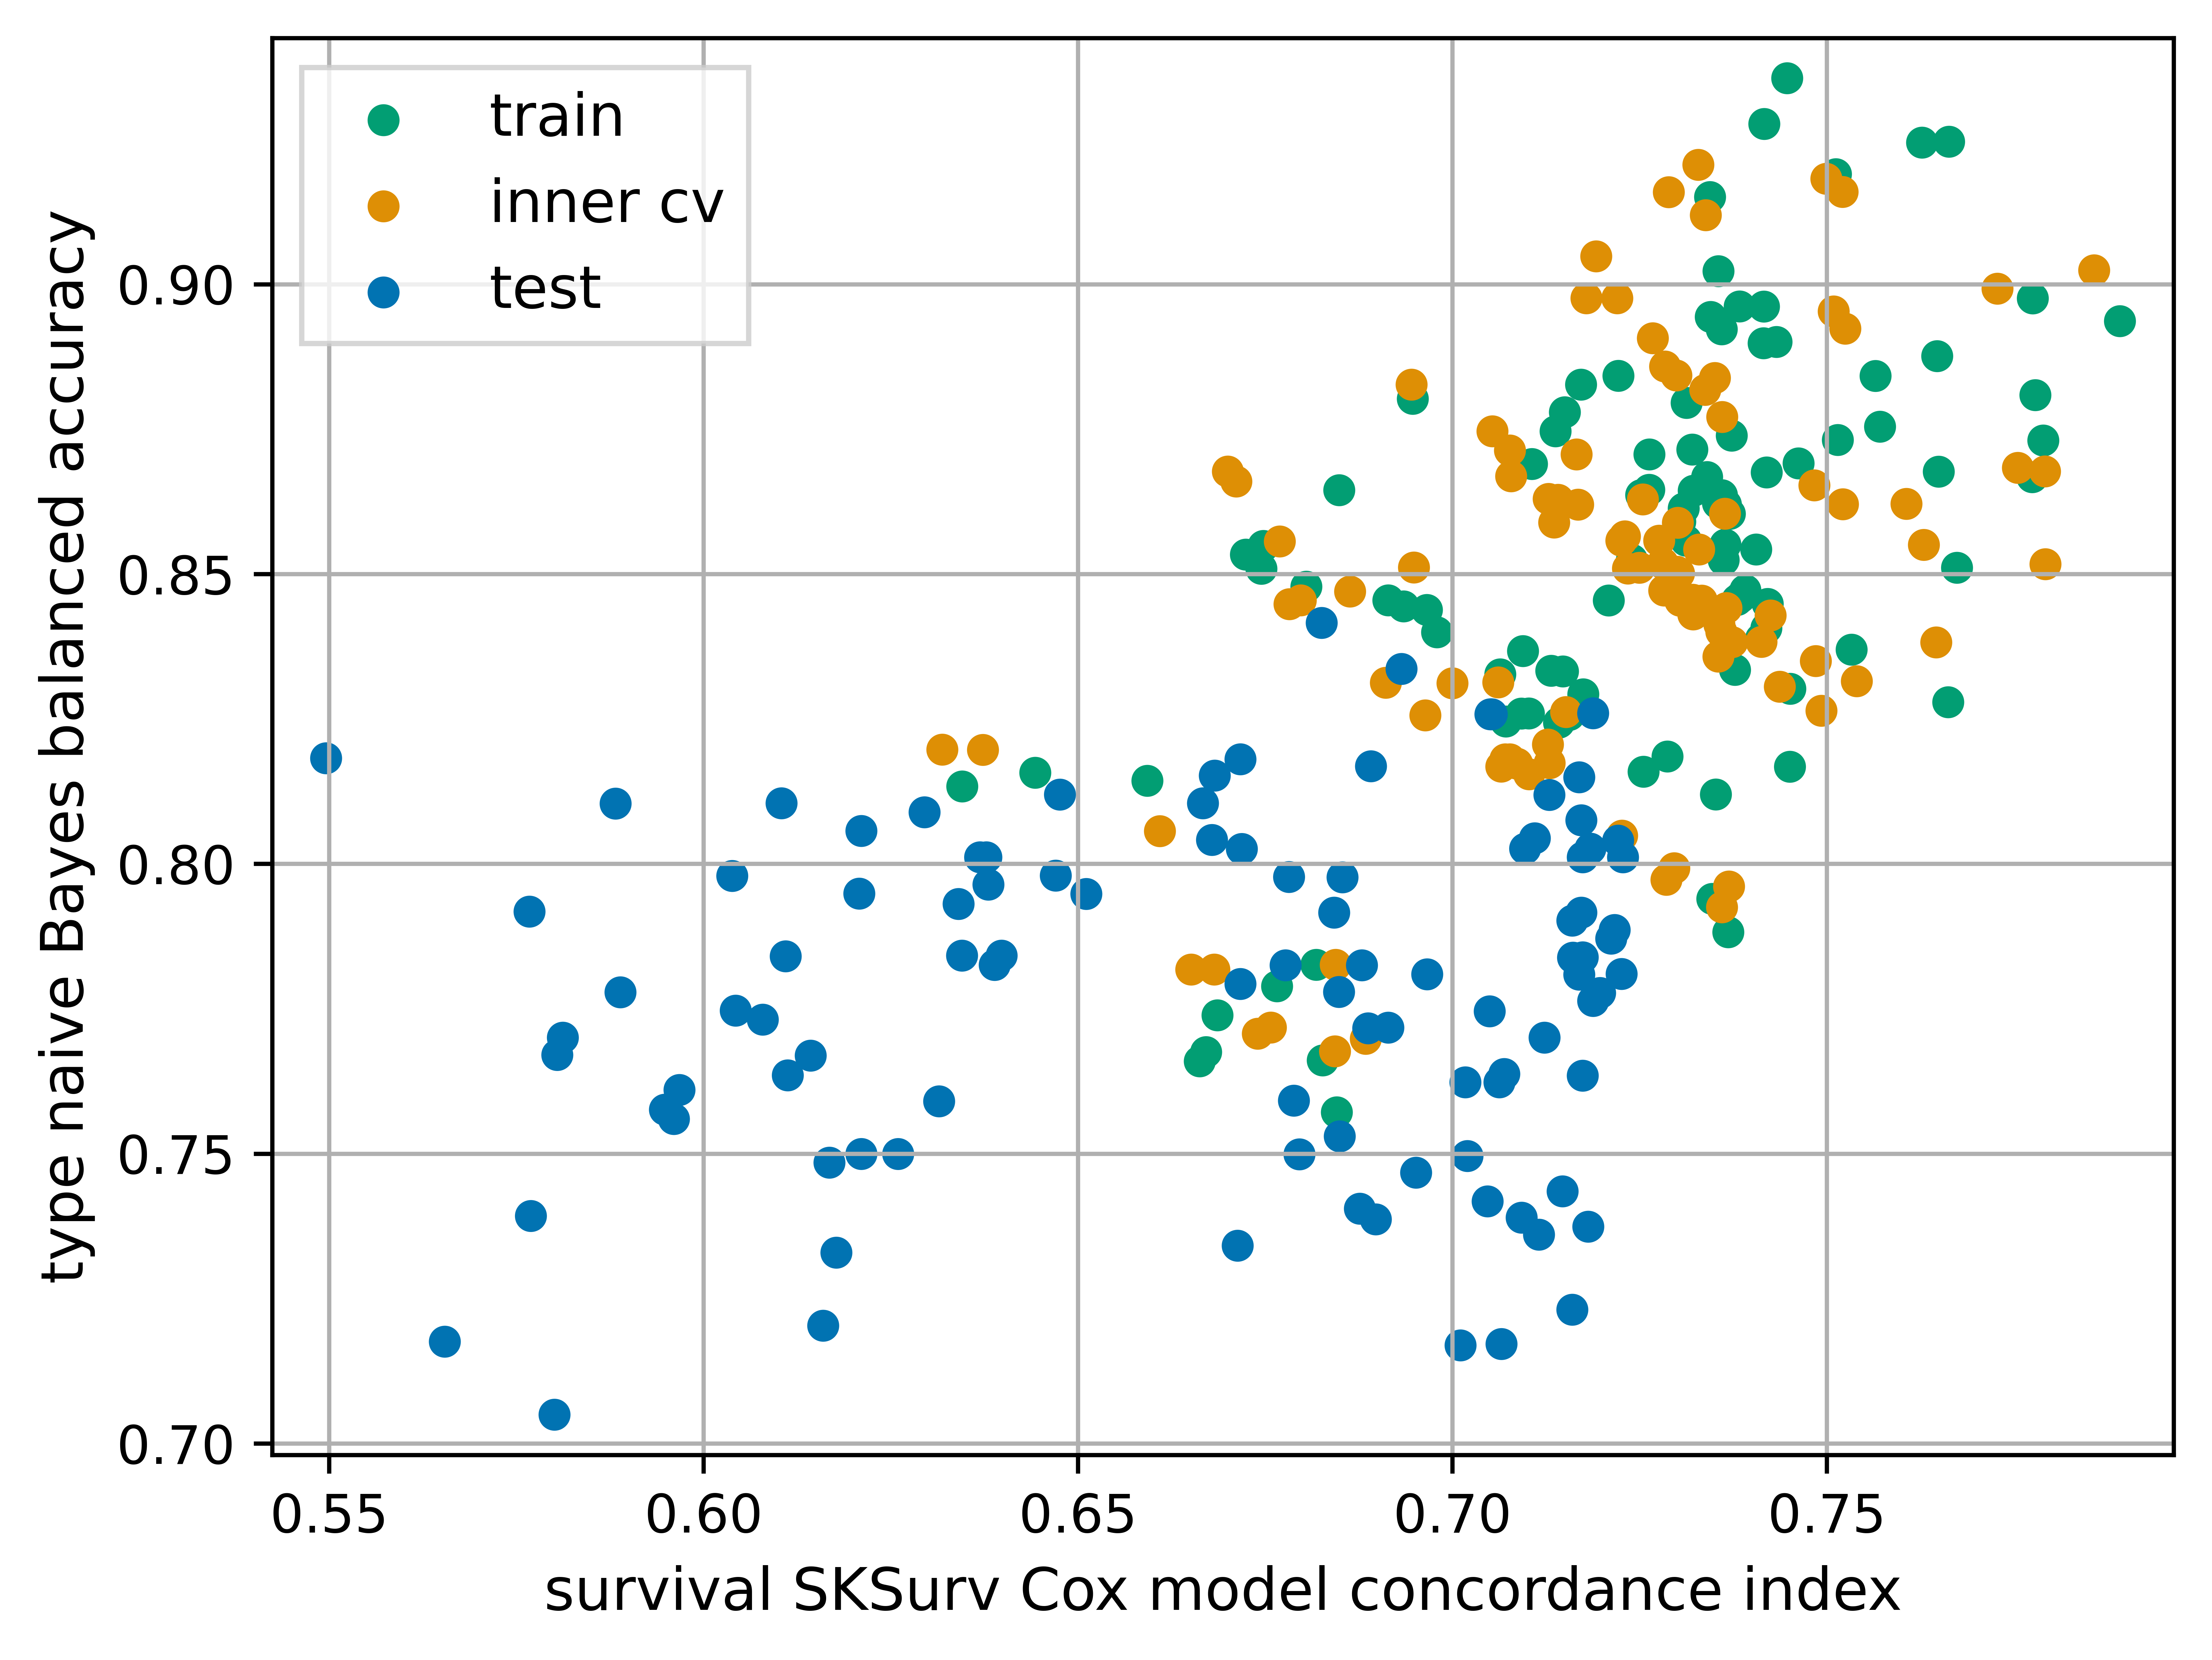 train
inner cv
test
type naive Bayes balanced accuracy
0.90
0.85
0.80
0.75
0.70
0.55 0.60 0.65 0.70 0.75
survival SKSurv Cox model concordance index